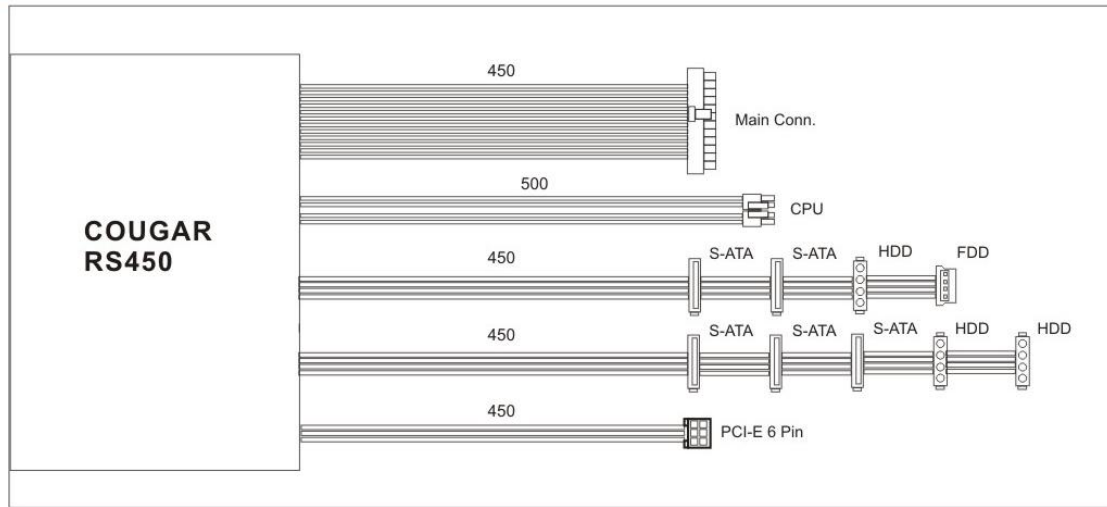 450
Main Conn.
500
CPU
COUGAR
RS450
450
S-ATA
S-ATA
HDD
FDD
450
S-ATA
S-ATA
S-ATA
HDD
HDD
450
PCI-E 6 Pin